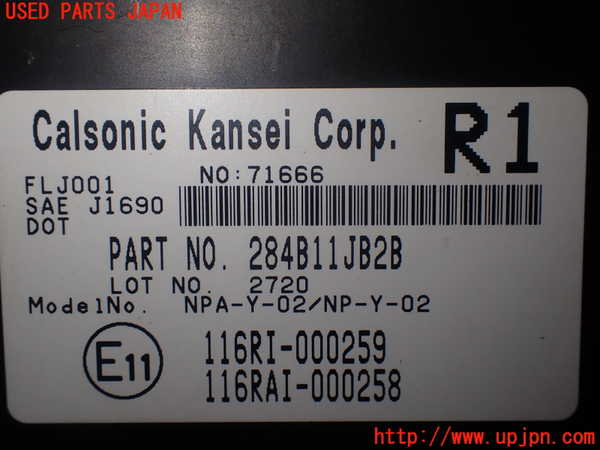 USED PARTS JAPAN
Calsonic Kansei Corp.
R1
FLJ001
NO:71666
SAE J1690
DOT
PART NO. 284B11JB2B
LOT NO. 2720
ModelNo. NPA-Y-02/NP-Y-02
E11
116RI-000259
116RAI-000258
http://www.upjpn.com